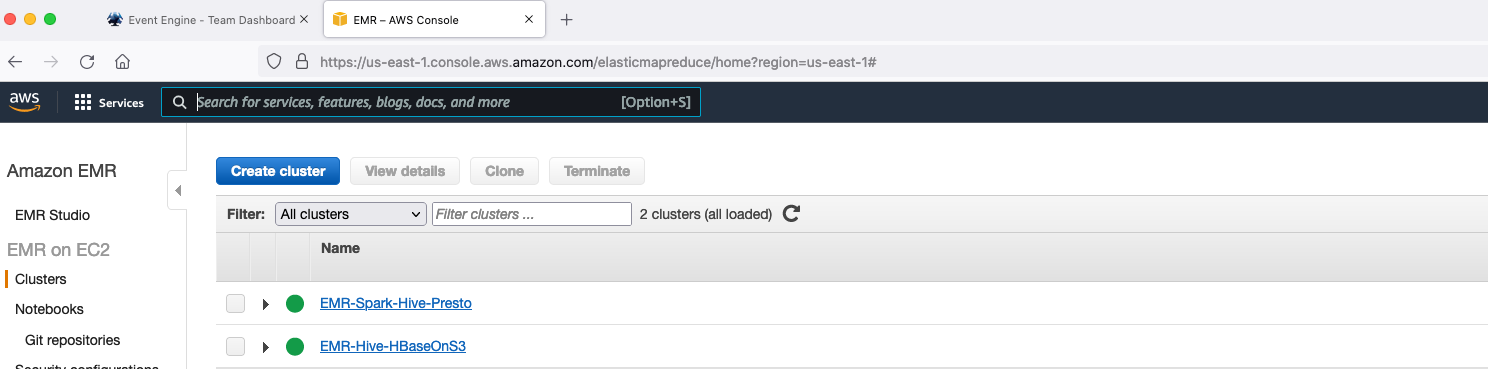 Event Engine - Team Dashboard
EMR – AWS Console
https://us-east-1.console.aws.amazon.com/elasticmapreduce/home?region=us-east-1#
aws
Services
Search for services, features, blogs, docs, and more
[Option+S]
Amazon EMR
EMR Studio
EMR on EC2
Clusters
Notebooks
Git repositories
Security configurations
Create cluster
View details
Clone
Terminate
Filter:
All clusters
Filter clusters ...
2 clusters (all loaded)
Name
EMR-Spark-Hive-Presto
EMR-Hive-HBaseOnS3